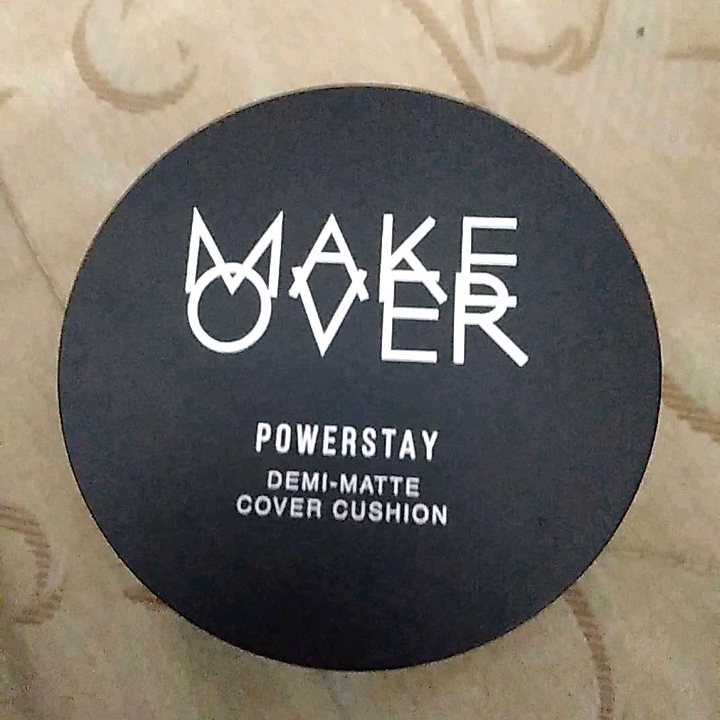 MAKE
OVER
POWERSTAY
DEMI-MATTE
COVER CUSHION